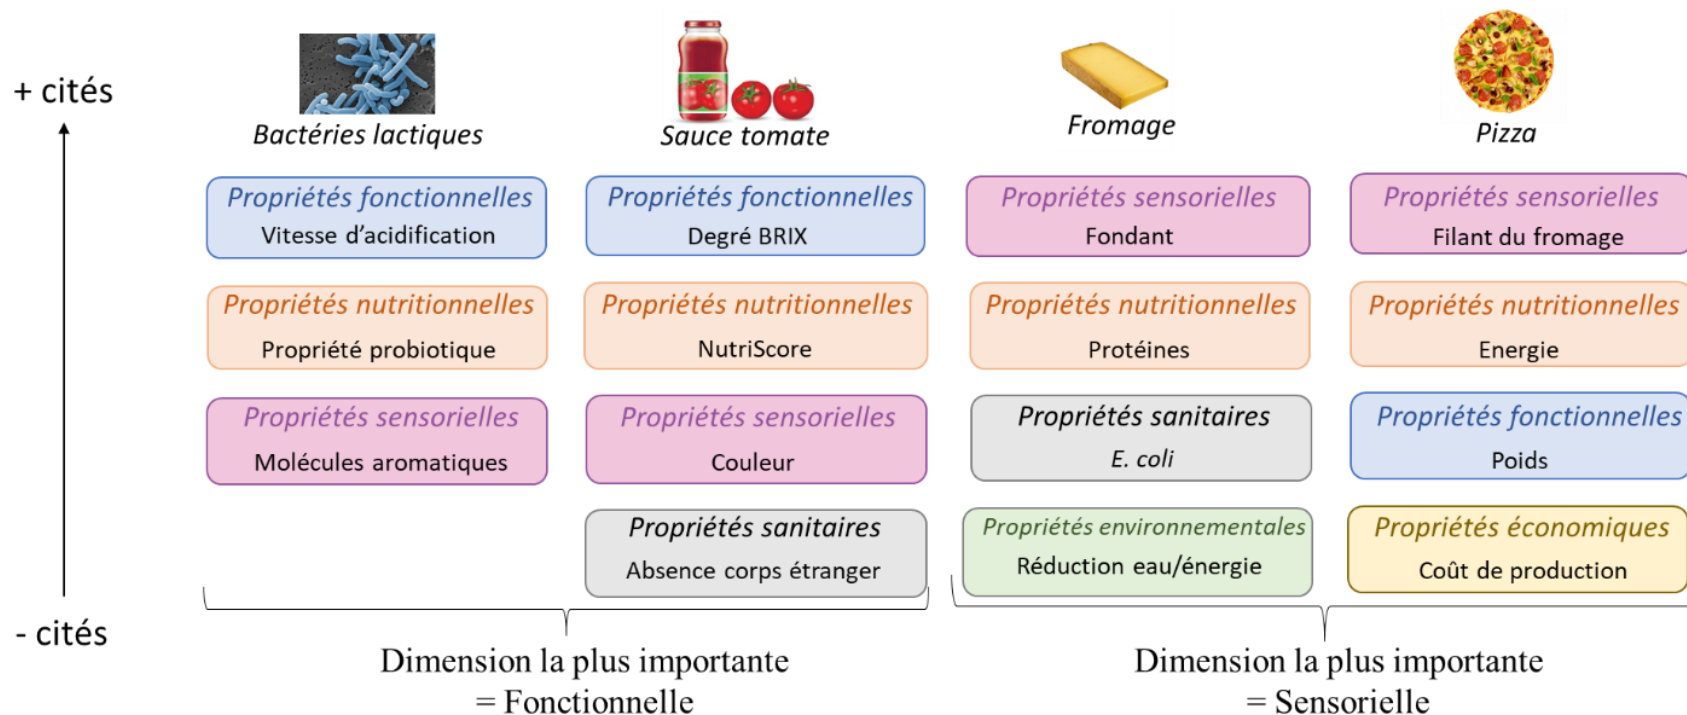 + cités
Bactéries lactiques
Sauce tomate
Fromage
Pizza
Propriétés fonctionnelles
Vitesse d'acidification
Propriétés fonctionnelles
Degré BRIX
Propriétés sensorielles
Fondant
Propriétés sensorielles
Filant du fromage
Propriétés nutritionnelles
Propriété probiotique
Propriétés nutritionnelles
NutriScore
Propriétés nutritionnelles
Protéines
Propriétés nutritionnelles
Energie
Propriétés sensorielles
Molécules aromatiques
Propriétés sensorielles
Couleur
Propriétés sanitaires
E. coli
Propriétés fonctionnelles
Poids
Propriétés sanitaires
Absence corps étranger
Propriétés environnementales
Réduction eau/énergie
Propriétés économiques
Coût de production
- cités
Dimension la plus importante
= Fonctionnelle
Dimension la plus importante
= Sensorielle